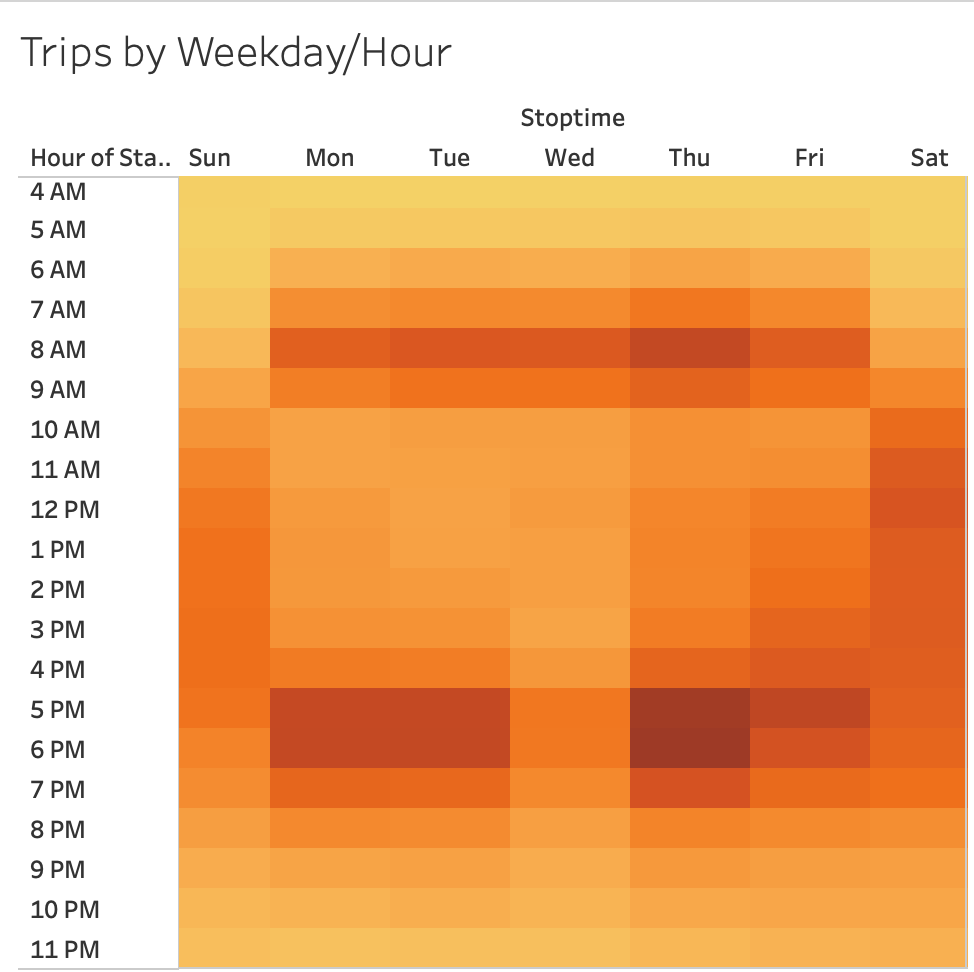 Trips by Weekday/Hour
Stoptime
Hour of Sta.. Sun Mon Tue Wed Thu Fri Sat
4 AM
5 AM
6 AM
7 AM
8 AM
9 AM
10 AM
11 AM
12 PM
1 PM
2 PM
3 PM
4 PM
5 PM
6 PM
7 PM
8 PM
9 PM
10 PM
11 PM